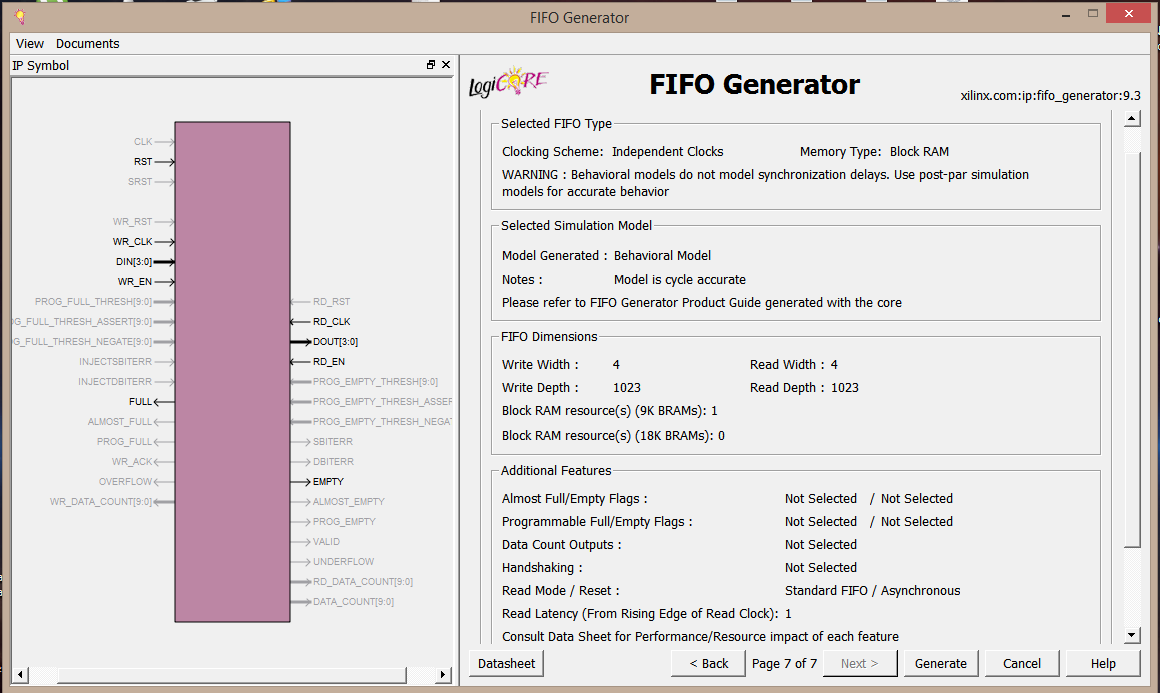 FIFO Generator
View Documents
IP Symbol
CLK
RST
SRST
WR_RST
WR_CLK
DIN[3:0]
WR_EN
PROG_FULL_THRESH[9:0]
OG_FULL_THRESH_ASSERT[9:0]
G_FULL_THRESH_NEGATE[9:0]
INJECTSBITERR
INJECTDBITERR
FULL
ALMOST_FULL
PROG_FULL
WR_ACK
OVERFLOW
WR_DATA_COUNT[9:0]
RD_RST
RD_CLK
DOUT[3:0]
RD_EN
PROG_EMPTY_THRESH[9:0]
PROG_EMPTY_THRESH_ASSER
PROG_EMPTY_THRESH_NEGA
SBITERR
DBITERR
EMPTY
ALMOST_EMPTY
PROG_EMPTY
VALID
UNDERFLOW
RD_DATA_COUNT[9:0]
DATA_COUNT[9:0]
LogiCORE
FIFO Generator
xilinx.com:ip:fifo_generator:9.3
Selected FIFO Type
Clocking Scheme: Independent Clocks Memory Type: Block RAM
WARNING : Behavioral models do not model synchronization delays. Use post-par simulation
models for accurate behavior
Selected Simulation Model
Model Generated : Behavioral Model
Notes : Model is cycle accurate
Please refer to FIFO Generator Product Guide generated with the core
FIFO Dimensions
Write Width : 4 Read Width : 4
Write Depth : 1023 Read Depth : 1023
Block RAM resource(s) (9K BRAMs): 1
Block RAM resource(s) (18K BRAMs): 0
Additional Features
Almost Full/Empty Flags : Not Selected / Not Selected
Programmable Full/Empty Flags : Not Selected / Not Selected
Data Count Outputs : Not Selected
Handshaking : Not Selected
Read Mode / Reset : Standard FIFO / Asynchronous
Read Latency (From Rising Edge of Read Clock): 1
Consult Data Sheet for Performance/Resource impact of each feature
Datasheet < Back Page 7 of 7 Next > Generate Cancel Help